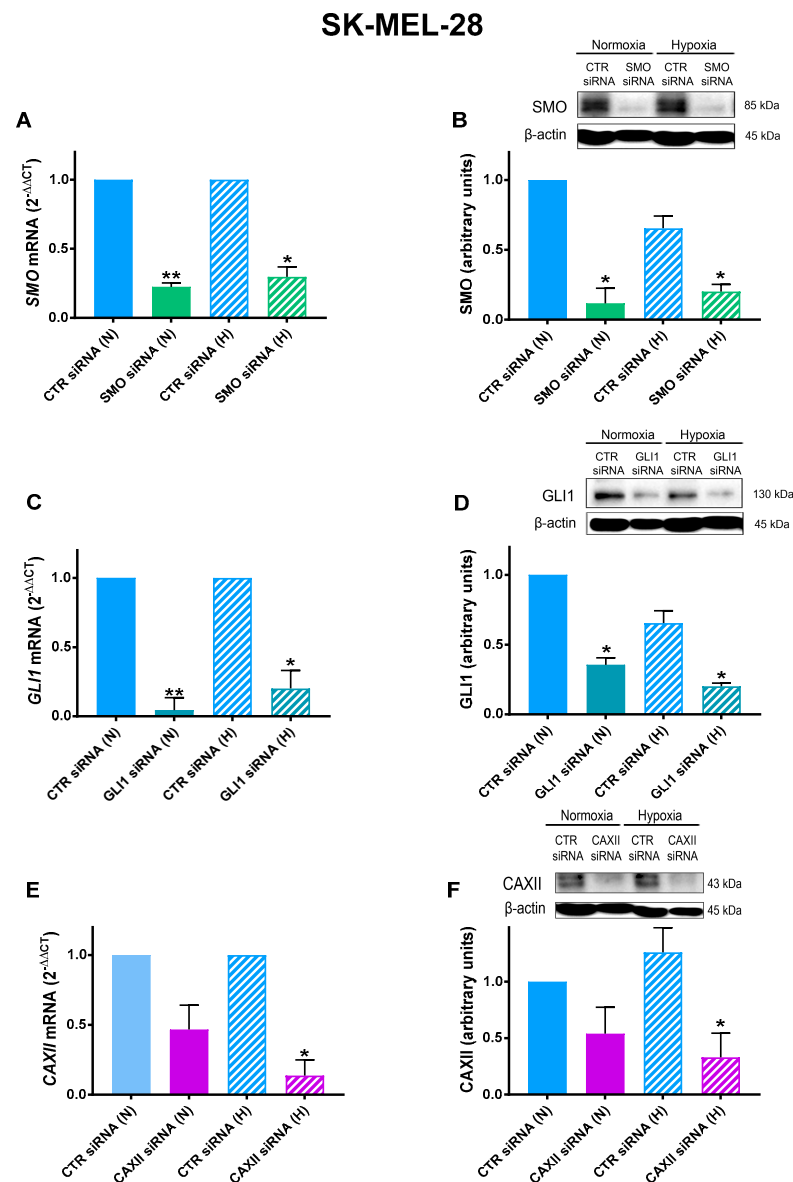 SK-MEL-28
A
SMO mRNA (2-ΔΔCT)
1.0
0.5
0.0
**
*
CTR siRNA (N)
SMO siRNA (N)
CTR siRNA (H)
SMO siRNA (H)
B
Normoxia Hypoxia
CTR siRNA SMO siRNA CTR siRNA SMO siRNA
SMO 85 kDa
β-actin 45 kDa
SMO (arbitrary units)
1.0
0.5
0.0
*
*
CTR siRNA (N)
SMO siRNA (N)
CTR siRNA (H)
SMO siRNA (H)
C
GLI1 mRNA (2-ΔΔCT)
1.0
0.5
0.0
**
*
CTR siRNA (N)
GLI1 siRNA (N)
CTR siRNA (H)
GLI1 siRNA (H)
D
Normoxia Hypoxia
CTR siRNA GLI1 siRNA CTR siRNA GLI1 siRNA
GLI1 130 kDa
β-actin 45 kDa
GLI1 (arbitrary units)
1.0
0.5
0.0
*
*
CTR siRNA (N)
GLI1 siRNA (N)
CTR siRNA (H)
GLI1 siRNA (H)
E
CAXII mRNA (2-ΔΔCT)
1.0
0.5
0.0
*
CTR siRNA (N)
CAXII siRNA (N)
CTR siRNA (H)
CAXII siRNA (H)
F
Normoxia Hypoxia
CTR siRNA CAXII siRNA CTR siRNA CAXII siRNA
CAXII 43 kDa
β-actin 45 kDa
CAXII (arbitrary units)
1.0
0.5
0.0
*
CTR siRNA (N)
CAXII siRNA (N)
CTR siRNA (H)
CAXII siRNA (H)